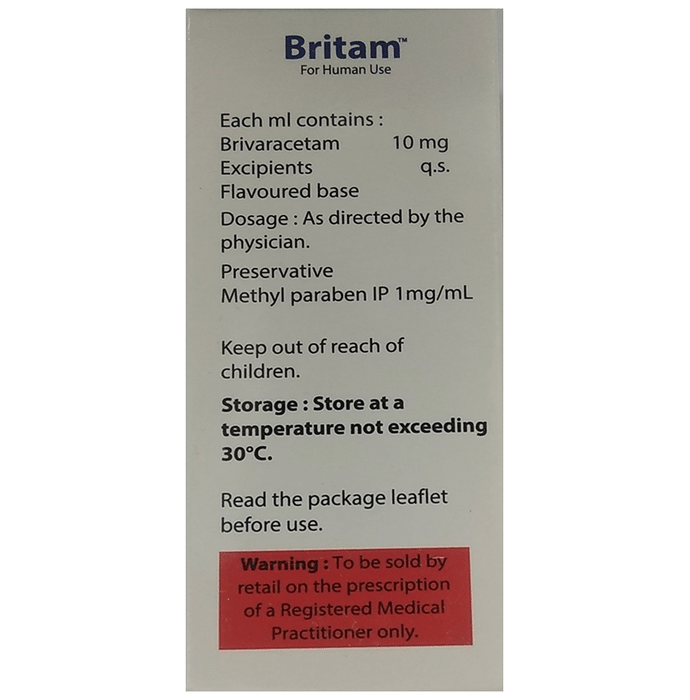 Britam™
For Human Use
Each ml contains :
Brivaracetam 10 mg
Excipients q.s.
Flavoured base
Dosage : As directed by the
physician.
Preservative
Methyl paraben IP 1mg/mL
Keep out of reach of
children.
Storage : Store at a
temperature not exceeding
30°C.
Read the package leaflet
before use.
Warning : To be sold by
retail on the prescription
of a Registered Medical
Practitioner only.